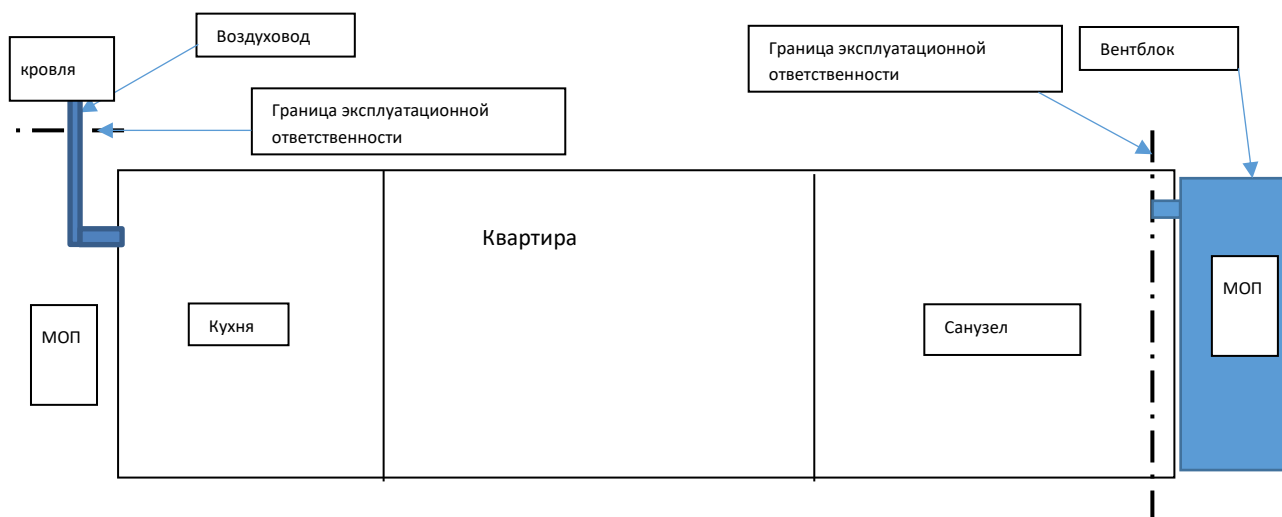 Воздуховод
кровля
Граница эксплуатационной
ответственности
Граница эксплуатационной
ответственности
Вентблок
Квартира
МОП
Кухня
Санузел
МОП